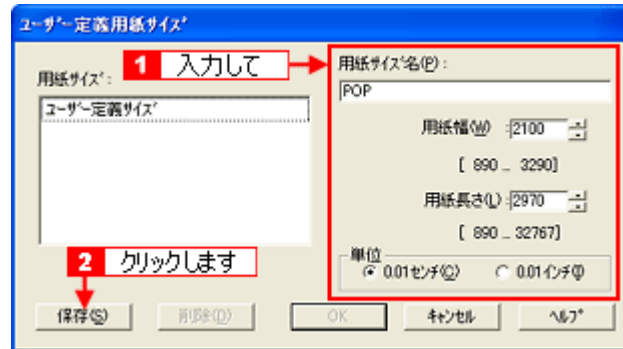 ユーザー定義用紙サイズ
用紙サイズ:
1 入力して
用紙サイズ名(P):
POP
ユーザー定義サイズ
用紙幅(W) :2100
[ 890 .. 3290]
用紙長さ(L):2970
[ 890 .. 32767]
2 クリックします
単位
0.01センチ(C)
0.01インチ(I)
保存(S)
削除(D)
OK
キャンセル
ヘルプ